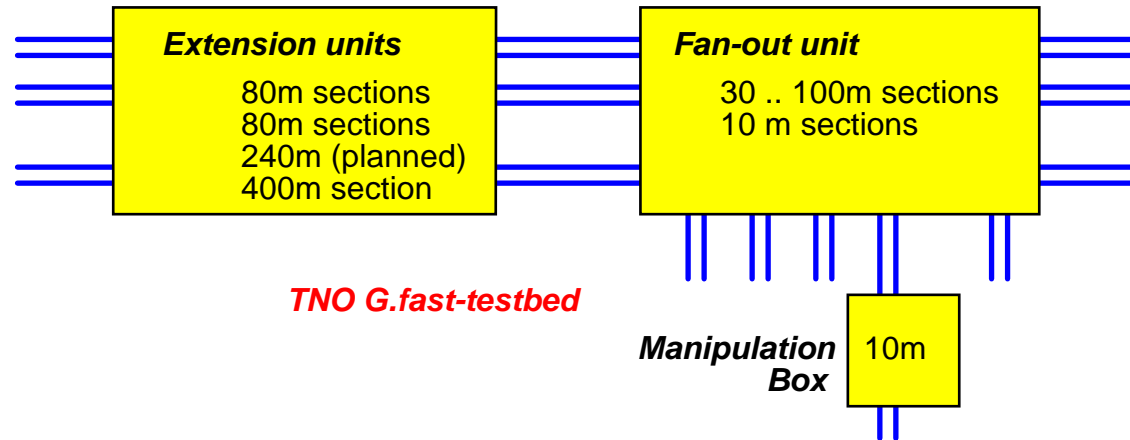 Extension units
80m sections
80m sections
240m (planned)
400m section
Fan-out unit
30 .. 100m sections
10 m sections
TNO G.fast-testbed
Manipulation
Box
10m